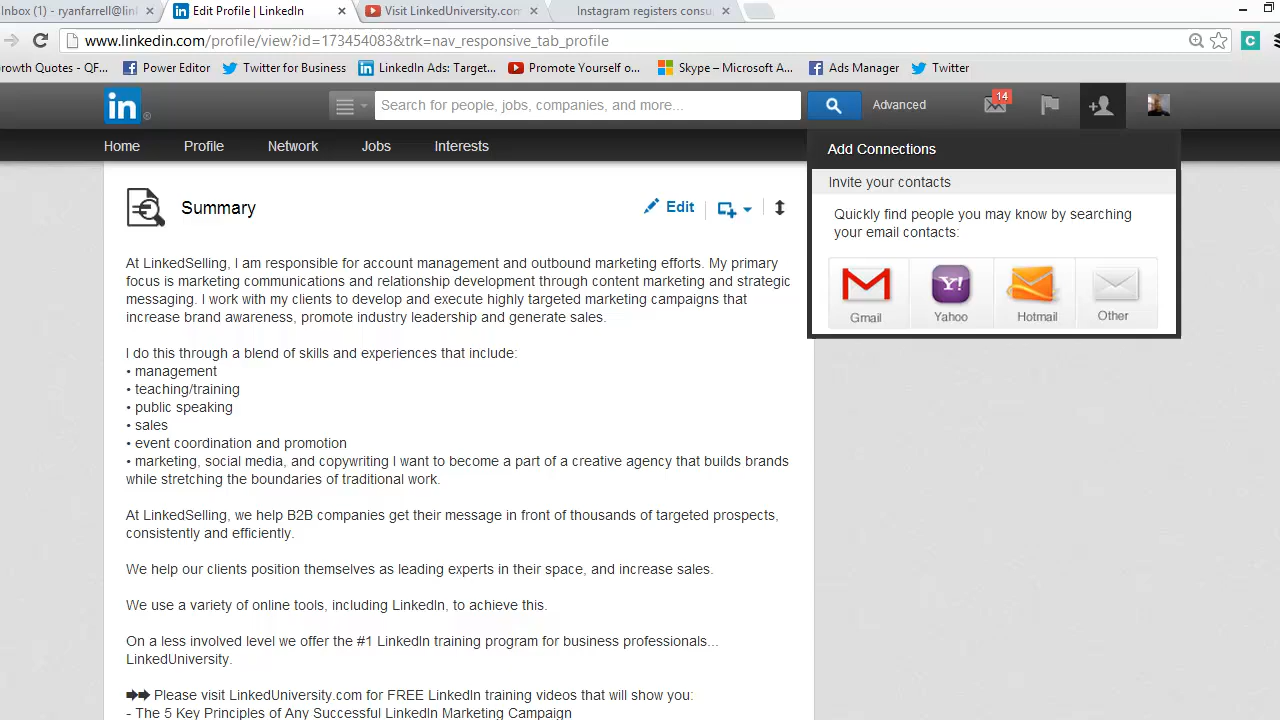 Inbox (1) - ryanfarrell@link
Edit Profile | LinkedIn
Visit LinkedUniversity.com
Instagram registers consu
www.linkedin.com/profile/view?id=173454083&trk=nav_responsive_tab_profile
rowth Quotes - QF...
Power Editor
Twitter for Business
LinkedIn Ads: Target...
Promote Yourself o...
Skype – Microsoft A...
Ads Manager
Twitter
in
Search for people, jobs, companies, and more...
Advanced
14
Home
Profile
Network
Jobs
Interests
Add Connections
Invite your contacts
Quickly find people you may know by searching
your email contacts:
Gmail
Yahoo
Hotmail
Other
Summary
Edit
At LinkedSelling, I am responsible for account management and outbound marketing efforts. My primary
focus is marketing communications and relationship development through content marketing and strategic
messaging. I work with my clients to develop and execute highly targeted marketing campaigns that
increase brand awareness, promote industry leadership and generate sales.
I do this through a blend of skills and experiences that include:
• management
• teaching/training
• public speaking
• sales
• event coordination and promotion
• marketing, social media, and copywriting I want to become a part of a creative agency that builds brands
while stretching the boundaries of traditional work.
At LinkedSelling, we help B2B companies get their message in front of thousands of targeted prospects,
consistently and efficiently.
We help our clients position themselves as leading experts in their space, and increase sales.
We use a variety of online tools, including LinkedIn, to achieve this.
On a less involved level we offer the #1 LinkedIn training program for business professionals...
LinkedUniversity.
➡➡ Please visit LinkedUniversity.com for FREE LinkedIn training videos that will show you:
- The 5 Key Principles of Any Successful LinkedIn Marketing Campaign